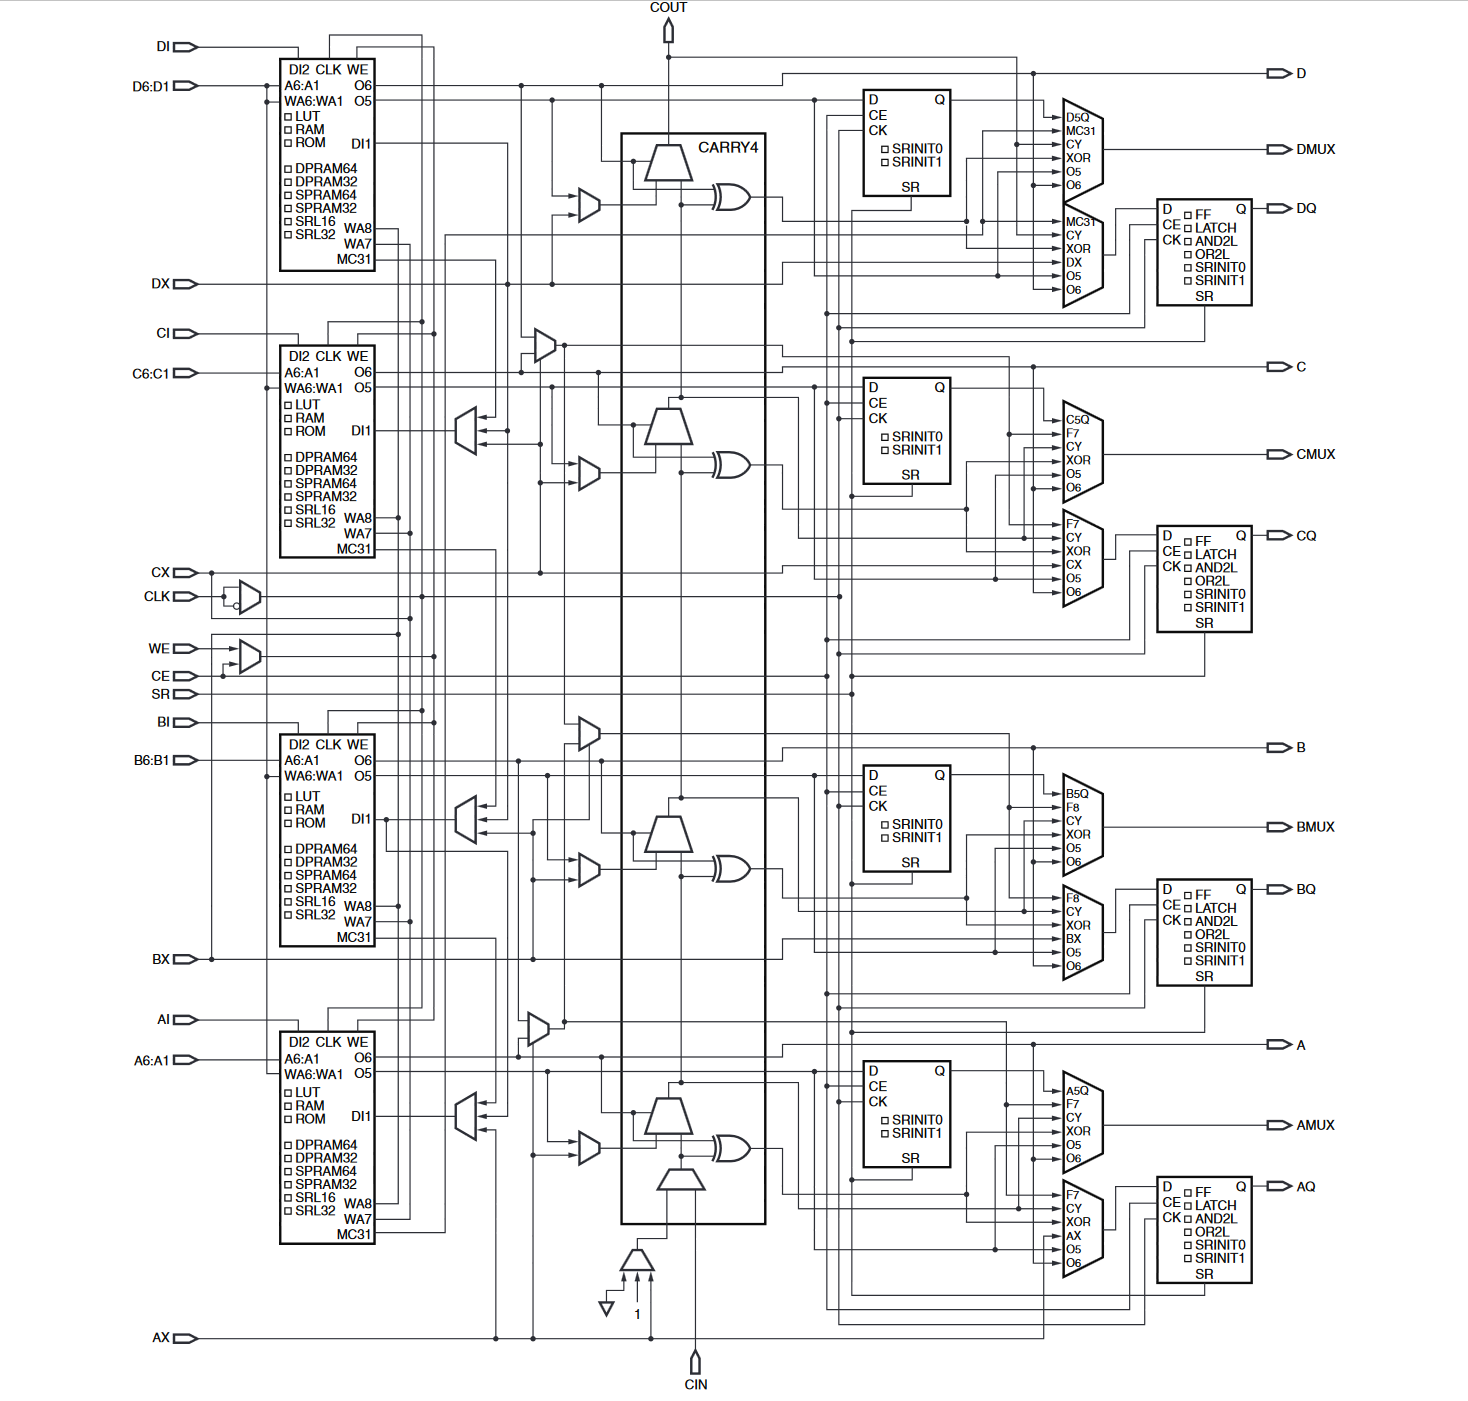 COUT
DI
DI2 CLK WE
D6:D1
A6:A1 O6
WA6:WA1 O5
LUT
RAM
ROM
DI1
DPRAM64
DPRAM32
SPRAM64
SPRAM32
SRL16
SRL32
WA8
WA7
MC31
DX
CARRY4
D Q
CE
CK
SRINIT0
SRINIT1
SR
D5Q
MC31
CY
XOR
O5
O6
MC31
CY
XOR
DX
O5
O6
D Q
CE
CK
FF
LATCH
AND2L
OR2L
SRINIT0
SRINIT1
SR
D
DMUX
DQ
CI
DI2 CLK WE
C6:C1
A6:A1 O6
WA6:WA1 O5
LUT
RAM
ROM
DI1
DPRAM64
DPRAM32
SPRAM64
SPRAM32
SRL16
SRL32
WA8
WA7
MC31
CX
CLK
WE
CE
SR
D Q
CE
CK
SRINIT0
SRINIT1
SR
C5Q
F7
CY
XOR
O5
O6
F7
CY
XOR
CX
O5
O6
D Q
CE
CK
FF
LATCH
AND2L
OR2L
SRINIT0
SRINIT1
SR
C
CMUX
CQ
BI
DI2 CLK WE
B6:B1
A6:A1 O6
WA6:WA1 O5
LUT
RAM
ROM
DI1
DPRAM64
DPRAM32
SPRAM64
SPRAM32
SRL16
SRL32
WA8
WA7
MC31
BX
D Q
CE
CK
SRINIT0
SRINIT1
SR
B5Q
F8
CY
XOR
O5
O6
F8
CY
XOR
BX
O5
O6
D Q
CE
CK
FF
LATCH
AND2L
OR2L
SRINIT0
SRINIT1
SR
B
BMUX
BQ
AI
DI2 CLK WE
A6:A1
A6:A1 O6
WA6:WA1 O5
LUT
RAM
ROM
DI1
DPRAM64
DPRAM32
SPRAM64
SPRAM32
SRL16
SRL32
WA8
WA7
MC31
AX
1
CIN
D Q
CE
CK
SRINIT0
SRINIT1
SR
A5Q
F7
CY
XOR
O5
O6
F7
CY
XOR
AX
O5
O6
D Q
CE
CK
FF
LATCH
AND2L
OR2L
SRINIT0
SRINIT1
SR
A
AMUX
AQ